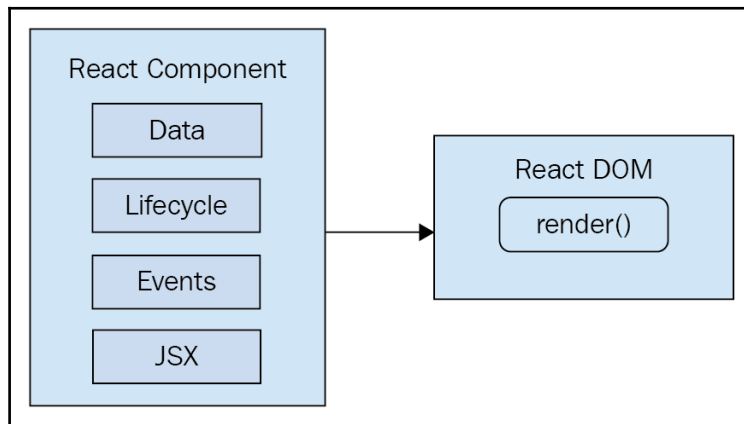 React Component
Data
Lifecycle
Events
JSX
React DOM
render()